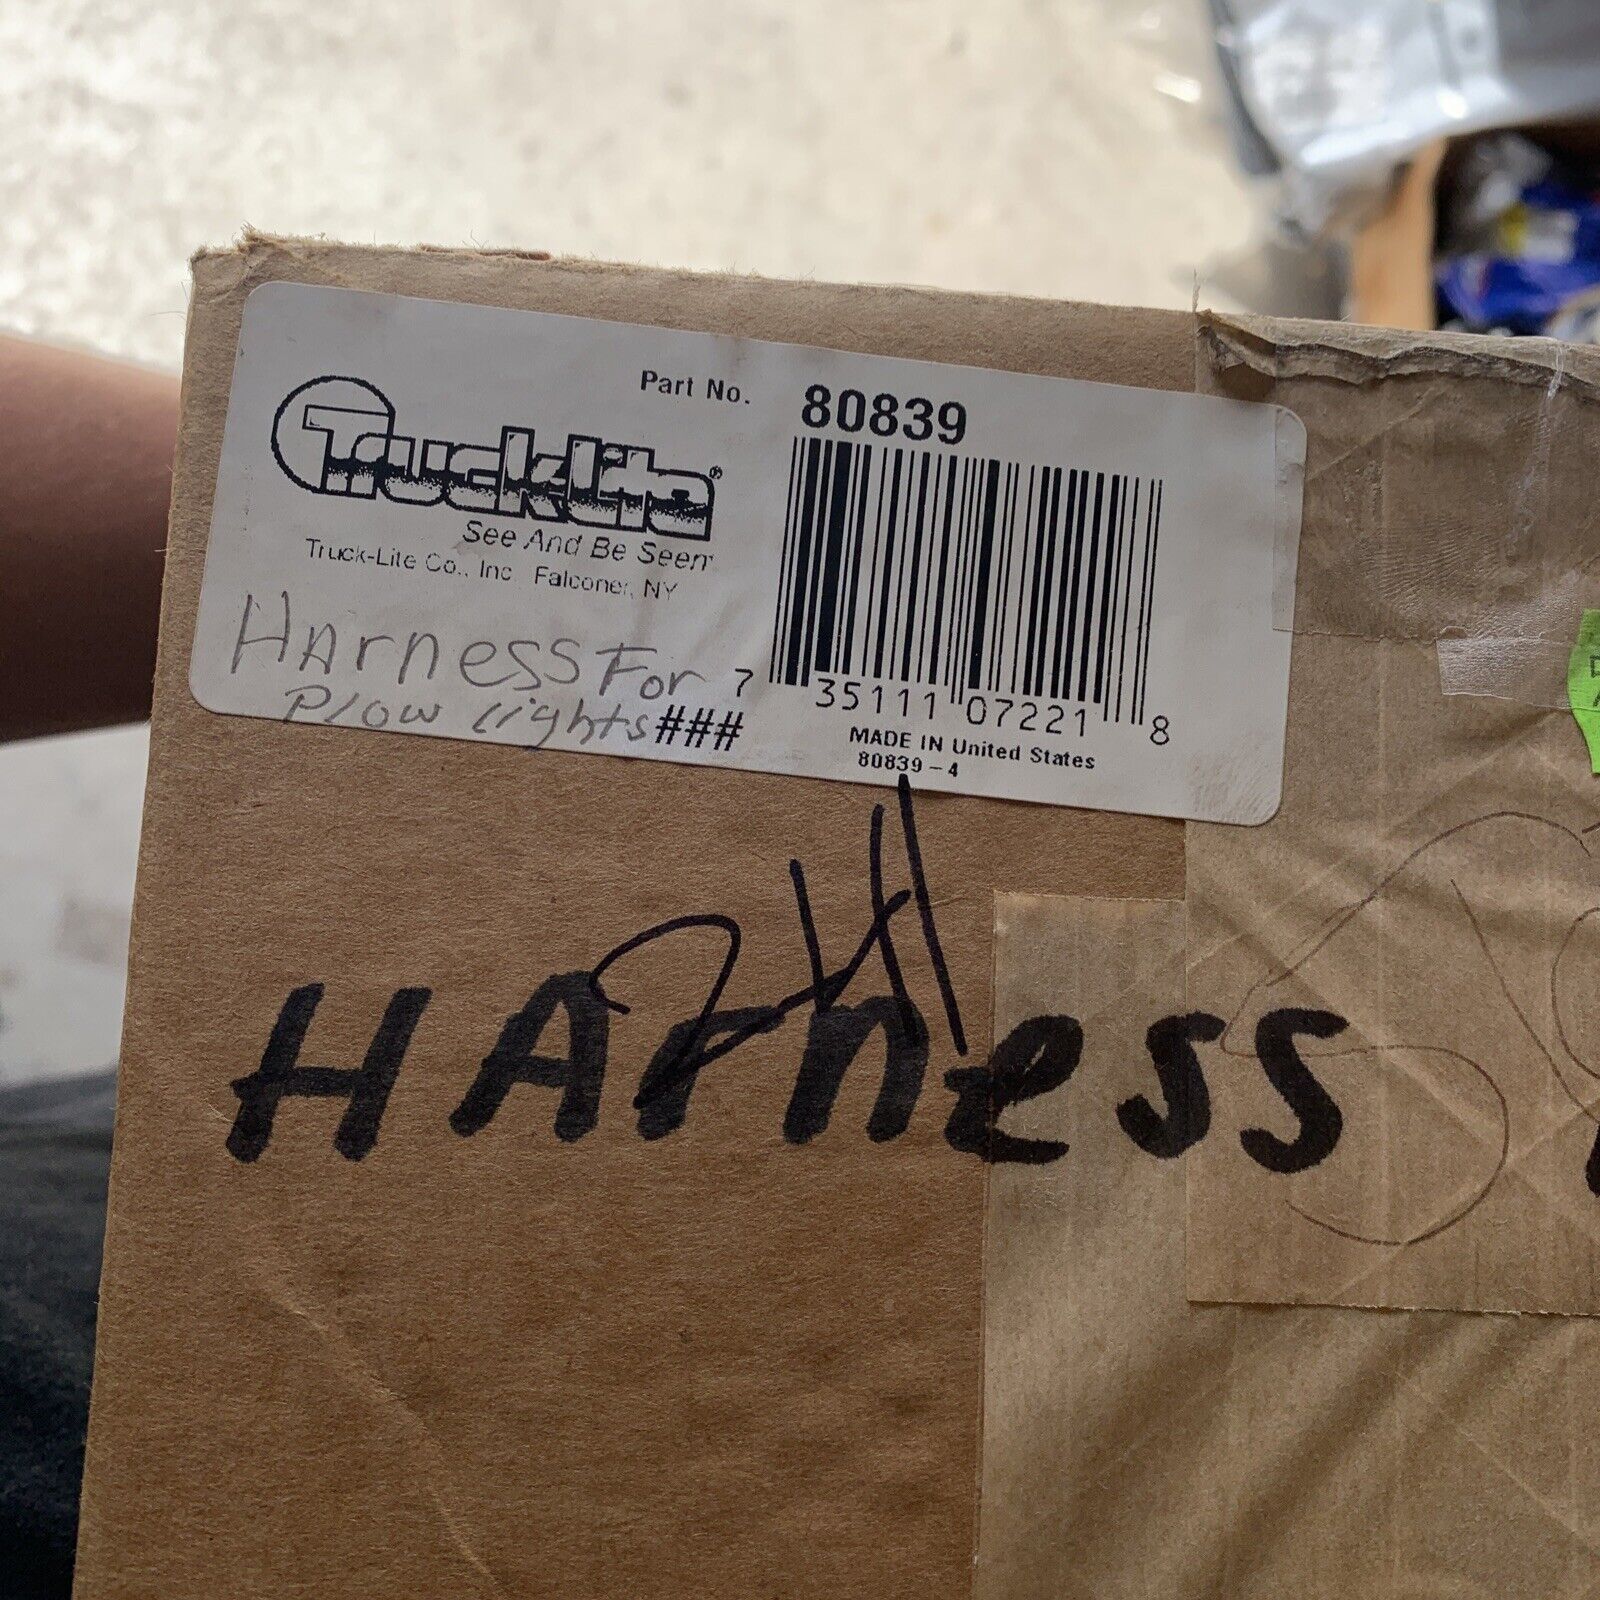 Part No. 80839
Truck-Lite®
See And Be Seen
Truck-Lite Co., Inc. Falconer, NY
HArnESS For
Plow lights ###
7 35111 07221 8
MADE IN United States
80839-4
HArness